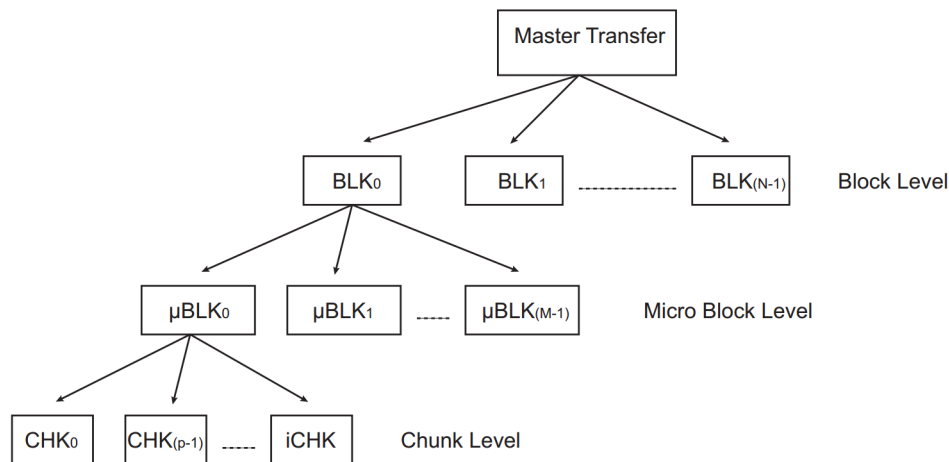 Master Transfer
BLK0 BLK1 BLK(N-1) Block Level
µBLK0 µBLK1 µBLK(M-1) Micro Block Level
CHK0 CHK(p-1) iCHK Chunk Level